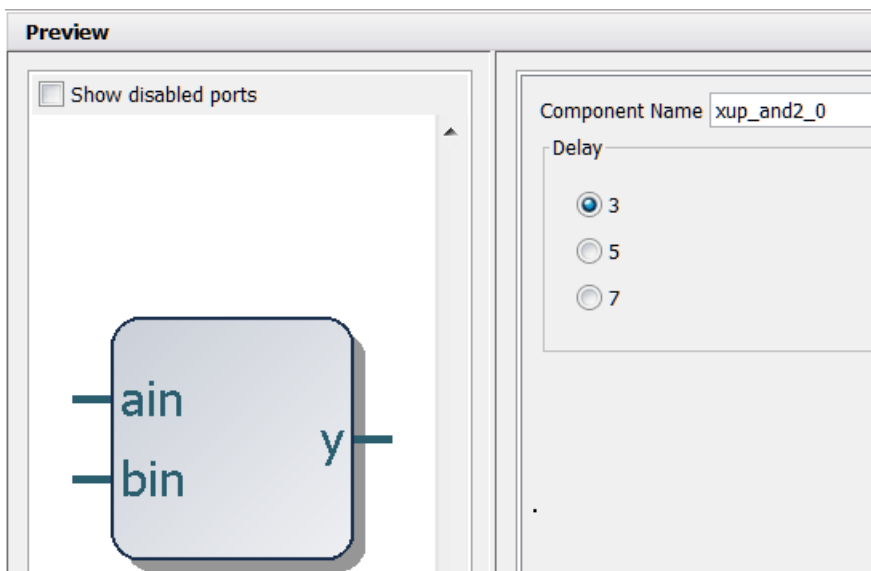 Preview
Show disabled ports
ain
bin
y
Component Name xup_and2_0
Delay
3
5
7